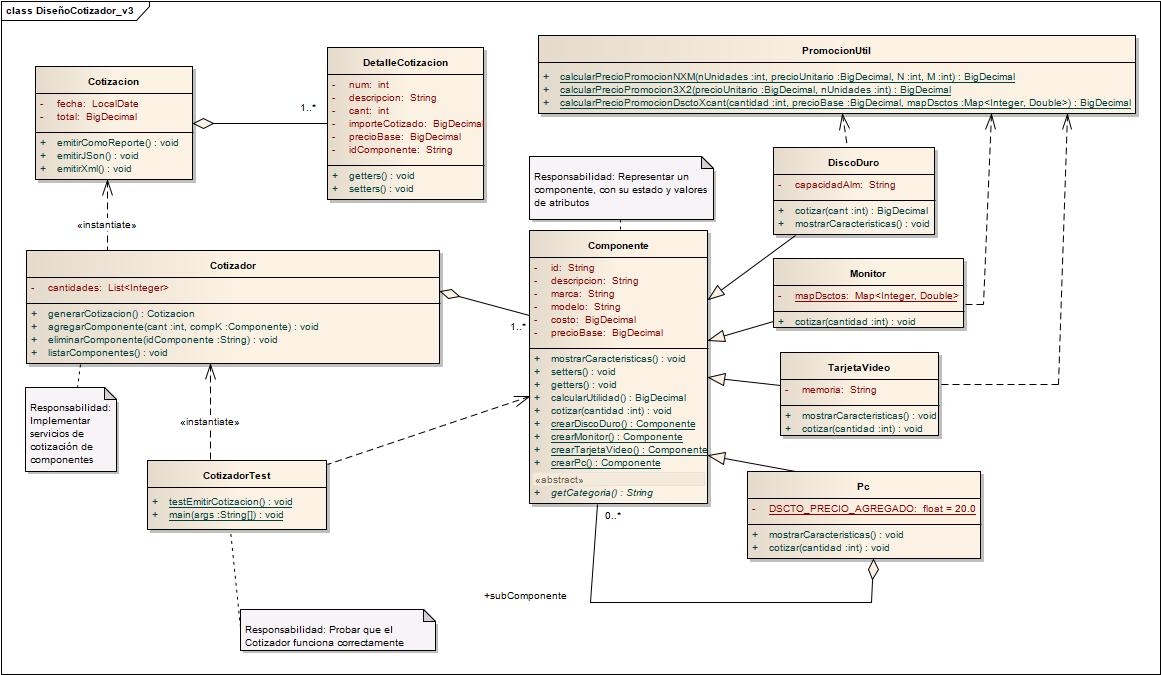 class DiseñoCotizador_v3
Cotizacion
- fecha: LocalDate
- total: BigDecimal
+ emitirComoReporte() : void
+ emitirJSon() : void
+ emitirXml() : void
1..*
DetalleCotizacion
- num: int
- descripcion: String
- cant: int
- importeCotizado: BigDecimal
- precioBase: BigDecimal
- idComponente: String
+ getters() : void
+ setters() : void
PromocionUtil
+ calcularPrecioPromocionNXM(nUnidades :int, precioUnitario :BigDecimal, N :int, M :int) : BigDecimal
+ calcularPrecioPromocion3X2(precioUnitario :BigDecimal, nUnidades :int) : BigDecimal
+ calcularPrecioPromocionDsctoXcant(cantidad :int, precioBase :BigDecimal, mapDsctos :Map<Integer, Double>) : BigDecimal
Responsabilidad: Representar un
componente, con su estado y valores
de atributos
DiscoDuro
- capacidadAlm: String
+ cotizar(cant :int) : BigDecimal
+ mostrarCaracteristicas() : void
«instantiate»
Cotizador
- cantidades: List<Integer>
+ generarCotizacion() : Cotizacion
+ agregarComponente(cant :int, compK :Componente) : void
+ eliminarComponente(idComponente :String) : void
+ listarComponentes() : void
1..*
Componente
- id: String
- descripcion: String
- marca: String
- modelo: String
- costo: BigDecimal
- precioBase: BigDecimal
+ mostrarCaracteristicas() : void
+ setters() : void
+ getters() : void
+ calcularUtilidad() : BigDecimal
+ cotizar(cantidad :int) : void
+ crearDiscoDuro() : Componente
+ crearMonitor() : Componente
+ crearTarjetaVideo() : Componente
+ crearPc() : Componente
«abstract»
+ getCategoria() : String
Monitor
- mapDsctos: Map<Integer, Double>
+ cotizar(cantidad :int) : void
TarjetaVideo
- memoria: String
+ mostrarCaracteristicas() : void
+ cotizar(cantidad :int) : void
Responsabilidad:
Implementar
servicios de
cotización de
componentes
«instantiate»
CotizadorTest
+ testEmitirCotizacion() : void
+ main(args :String[]) : void
Pc
- DSCTO_PRECIO_AGREGADO: float = 20.0
+ mostrarCaracteristicas() : void
+ cotizar(cantidad :int) : void
0..*
+subComponente
Responsabilidad: Probar que el
Cotizador funciona correctamente